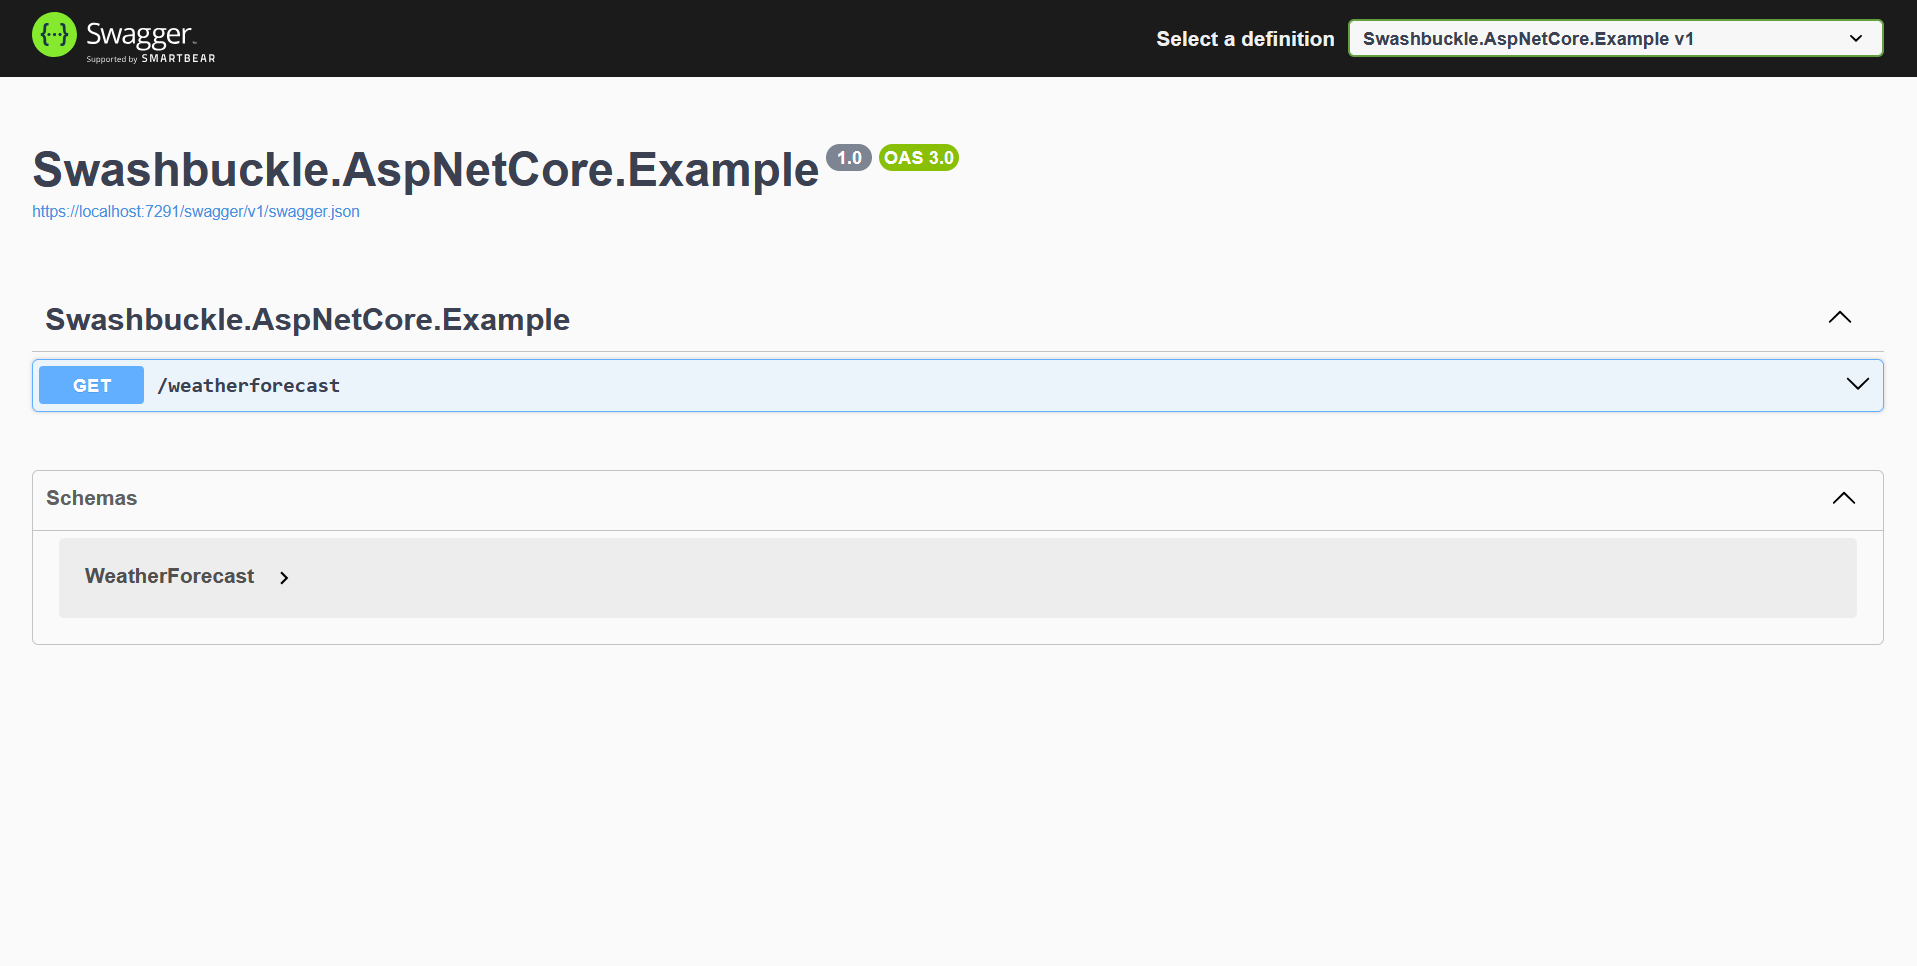 Swagger™
Supported by SMARTBEAR
Select a definition
Swashbuckle.AspNetCore.Example v1
Swashbuckle.AspNetCore.Example 1.0 OAS 3.0
https://localhost:7291/swagger/v1/swagger.json
Swashbuckle.AspNetCore.Example
GET /weatherforecast
Schemas
WeatherForecast